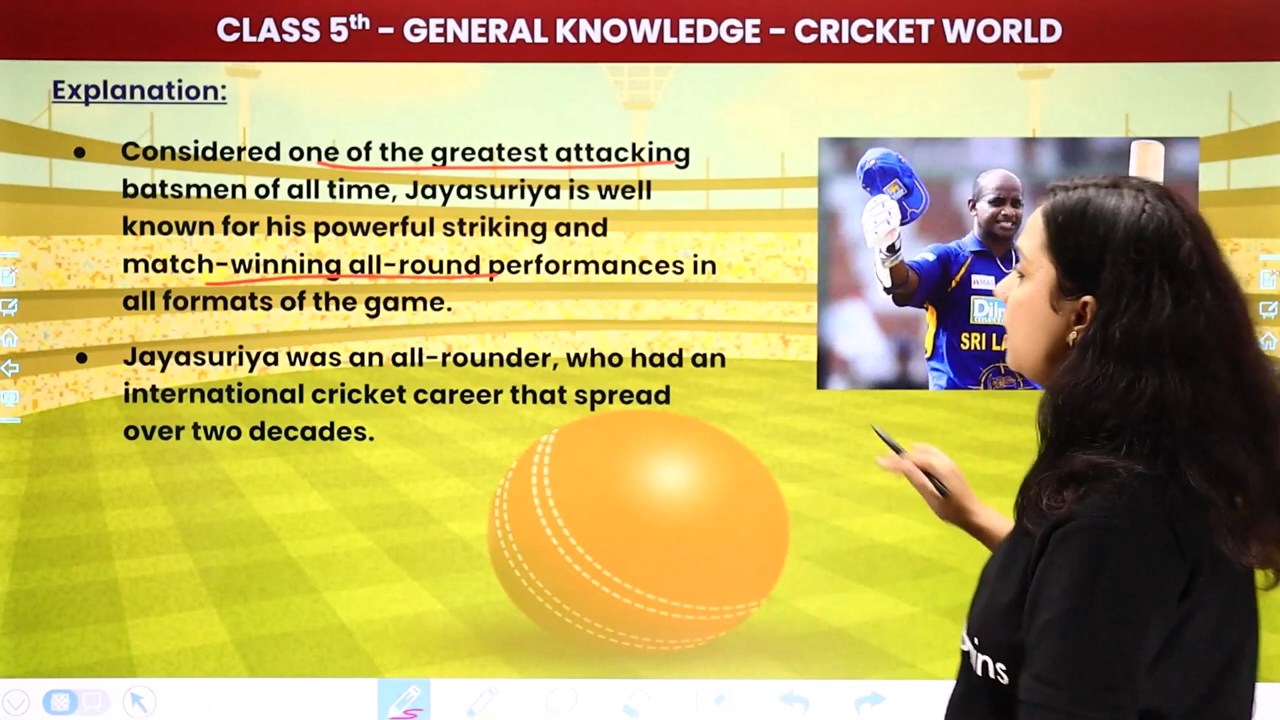 CLASS 5th - GENERAL KNOWLEDGE - CRICKET WORLD
Explanation:
• Considered one of the greatest attacking
batsmen of all time, Jayasuriya is well
known for his powerful striking and
match-winning all-round performances in
all formats of the game.
• Jayasuriya was an all-rounder, who had an
international cricket career that spread
over two decades.
SRI LA